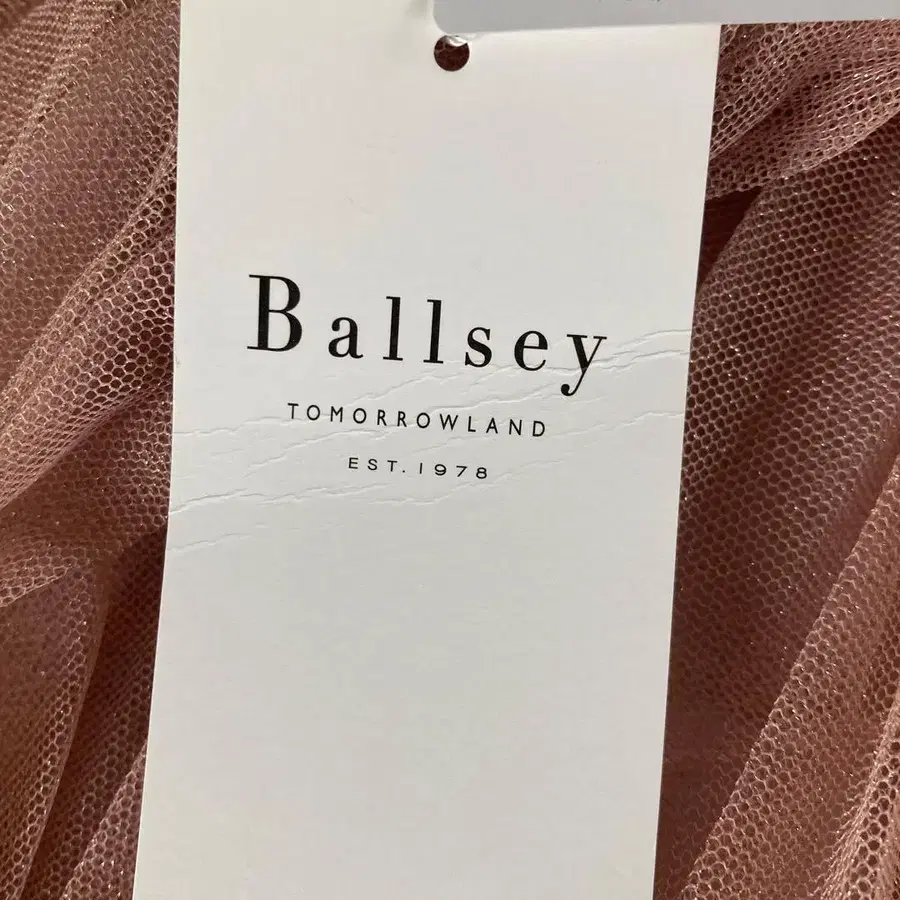 Ballsey
TOMORROWLAND
EST. 1978